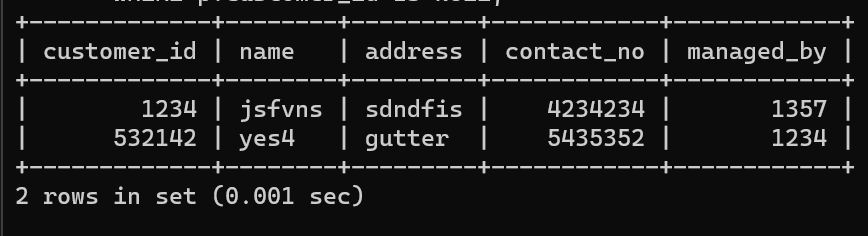 +-------------+--------+---------+------------+------------+
| customer_id | name   | address | contact_no | managed_by |
+-------------+--------+---------+------------+------------+
|        1234 | jsfvns | sdndfis |    4234234 |       1357 |
|      532142 | yes4   | gutter  |    5435352 |       1234 |
+-------------+--------+---------+------------+------------+
2 rows in set (0.001 sec)